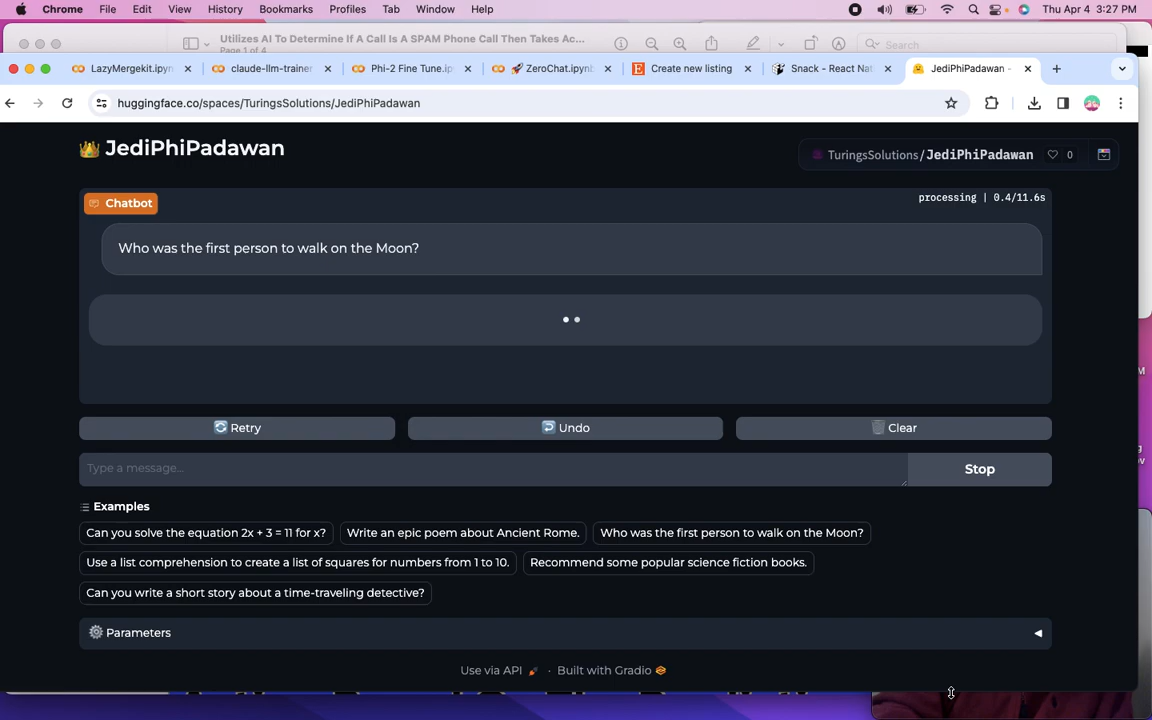 Chrome File Edit View History Bookmarks Profiles Tab Window Help Thu Apr 4 3:27 PM
Utilizes AI To Determine If A Call Is A SPAM Phone Call Then Takes Ac...
Page 1 of 4
Search
LazyMergekit.ipyn claude-llm-trainer Phi-2 Fine Tune.ip ZeroChat.ipynb Create new listing Snack - React Nat JediPhiPadawan -
huggingface.co/spaces/TuringsSolutions/JediPhiPadawan
JediPhiPadawan
TuringsSolutions/JediPhiPadawan 0
Chatbot
processing | 0.4/11.6s
Who was the first person to walk on the Moon?
Retry Undo Clear
Type a message...
Stop
Examples
Can you solve the equation 2x + 3 = 11 for x? Write an epic poem about Ancient Rome. Who was the first person to walk on the Moon?
Use a list comprehension to create a list of squares for numbers from 1 to 10. Recommend some popular science fiction books.
Can you write a short story about a time-traveling detective?
Parameters
Use via API · Built with Gradio